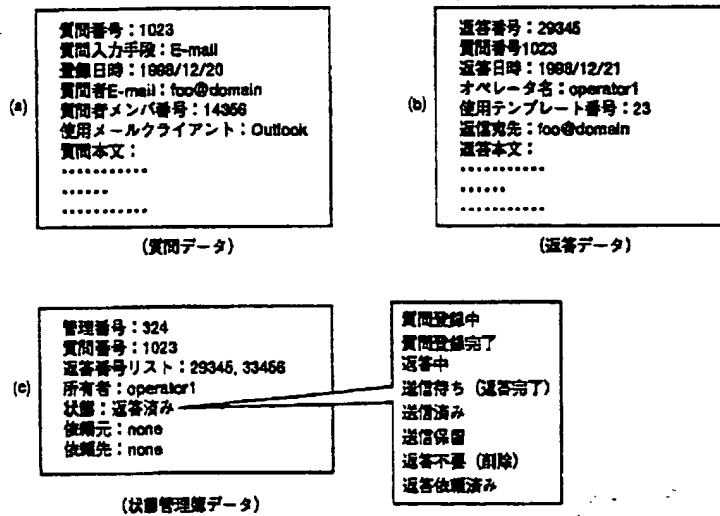 (a)
質問番号：1023
質問入力手段：E-mail
登録日時：1998/12/20
質問者E-mail：foo@domain
質問者メンバ番号：14356
使用メールクライアント：Outlook
質問本文：
…………
……
…………
(質問データ)
(b)
返答番号：29345
質問番号1023
返答日時：1998/12/21
オペレータ名：operator1
使用テンプレート番号：23
返信宛先：foo@domain
返答本文：
…………
……
…………
(返答データ)
(c)
管理番号：324
質問番号：1023
返答番号リスト：29345, 33456
所有者：operator1
状態：返答済み
依頼元：none
依頼先：none
(状態管理簿データ)
質問登録中
質問登録完了
返答中
送信待ち（返答完了）
送信済み
送信保留
返答不要（削除）
返答依頼済み